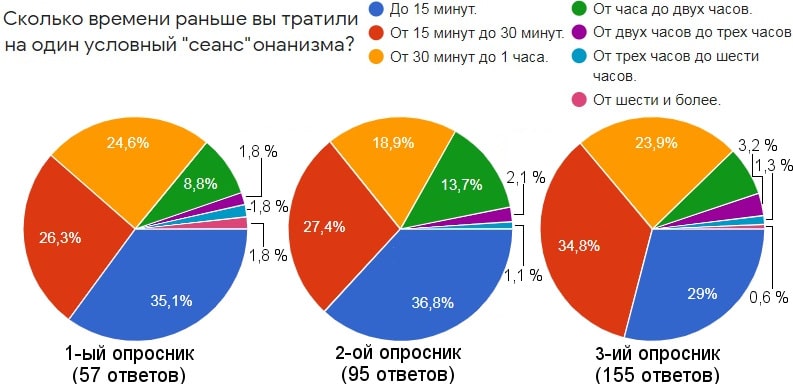 Сколько времени раньше вы тратили
на один условный "сеанс"онанизма?
До 15 минут.
От 15 минут до 30 минут.
От 30 минут до 1 часа.
От часа до двух часов.
От двух часов до трех часов
От трех часов до шести
часов.
От шести и более.
24,6%
8,8%
1,8 %
-1,8%
1,8 %
26,3%
35,1%
1-ый опросник
(57 ответов)
18,9%
13,7%
2,1 %
1,1 %
27,4%
36,8%
2-ой опросник
(95 ответов)
23,9%
3,2 %
1,3 %
0,6 %
34,8%
29%
3-ий опросник
(155 ответов)